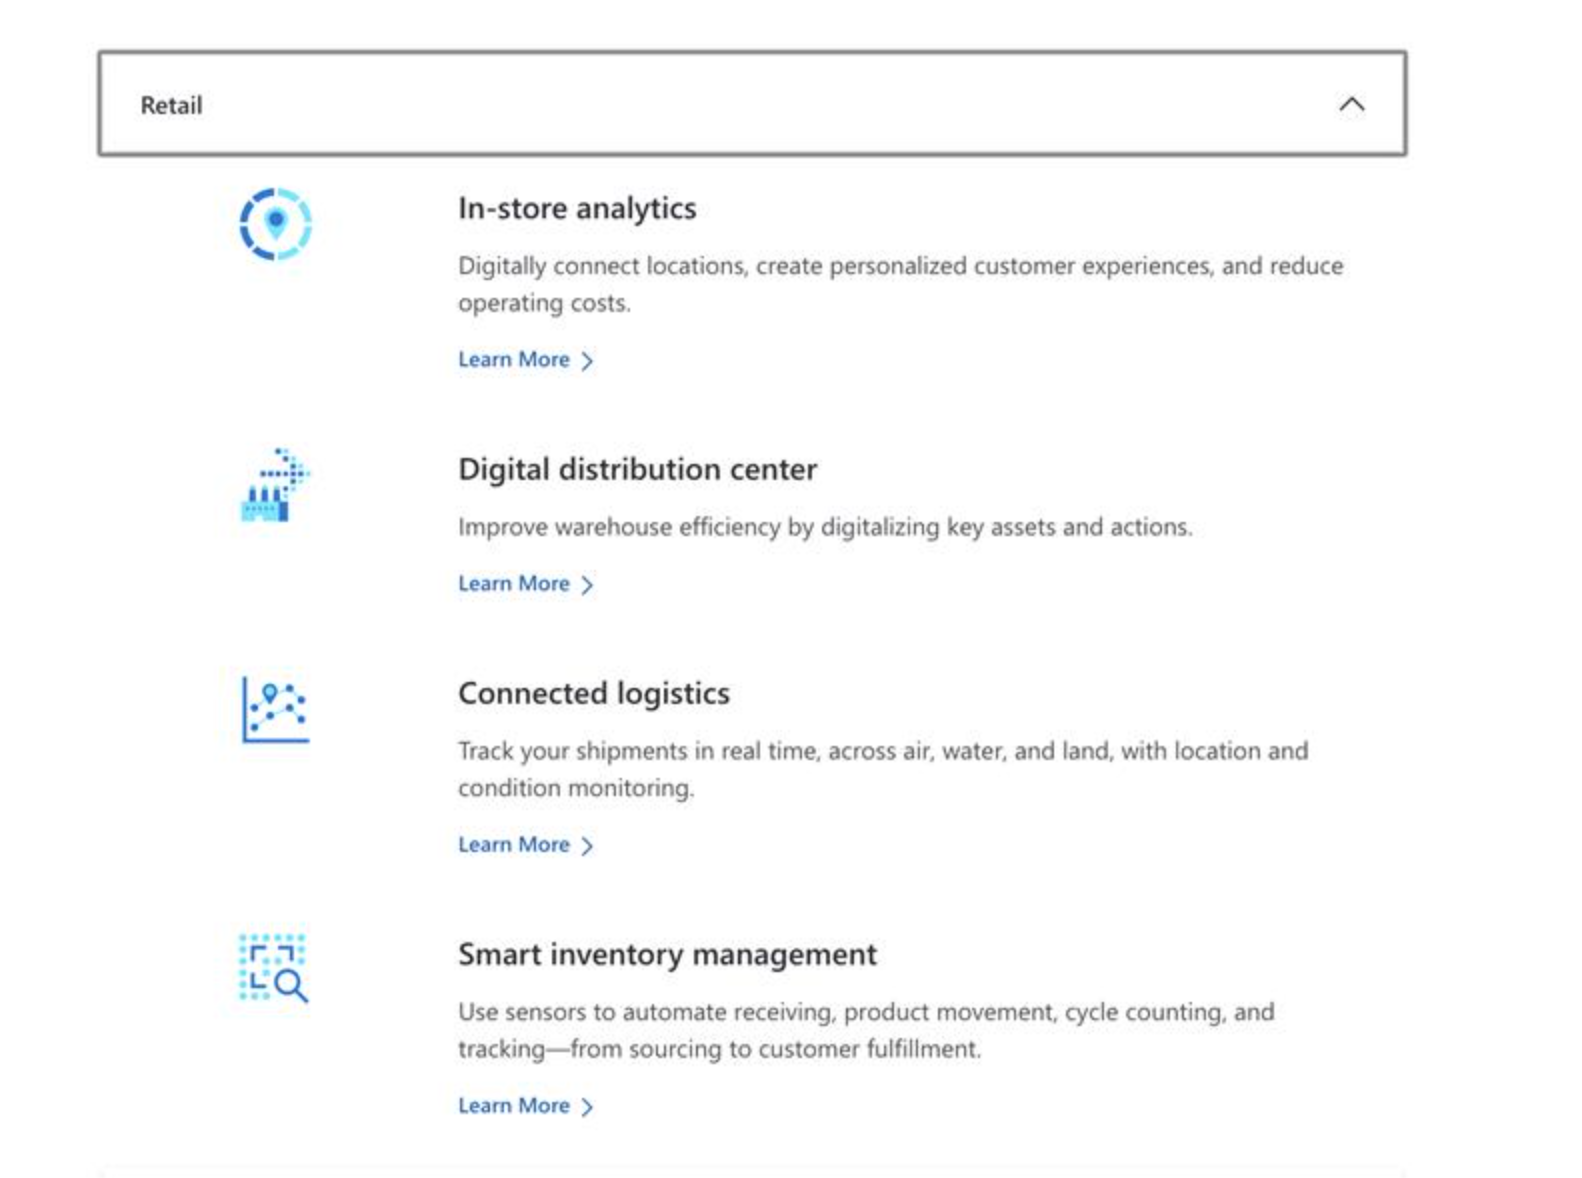 Retail
In-store analytics
Digitally connect locations, create personalized customer experiences, and reduce
operating costs.
Learn More
Digital distribution center
Improve warehouse efficiency by digitalizing key assets and actions.
Learn More
Connected logistics
Track your shipments in real time, across air, water, and land, with location and
condition monitoring.
Learn More
Smart inventory management
Use sensors to automate receiving, product movement, cycle counting, and
tracking—from sourcing to customer fulfillment.
Learn More